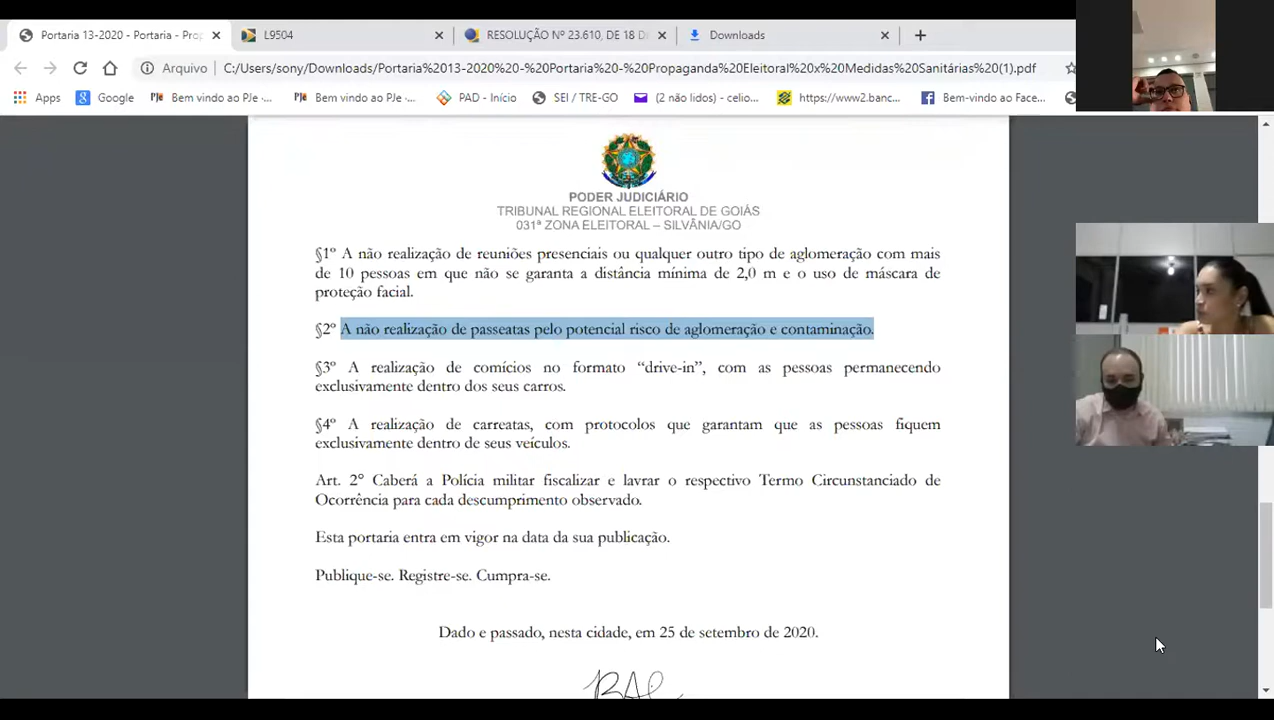 Portaria 13-2020 - Portaria - Pro
L9504
RESOLUÇÃO Nº 23.610, DE 18 D
Downloads
Arquivo C:/Users/sony/Downloads/Portaria%2013-2020%20-%20Portaria%20-%20Propaganda%20Eleitoral%20x%20Medidas%20Sanitárias%20(1).pdf
Apps Google Bem vindo ao PJe -... Bem vindo ao PJe -... PAD - Início SEI / TRE-GO (2 não lidos) - celio... https://www2.banc... Bem-vindo ao Face...
PODER JUDICIÁRIO
TRIBUNAL REGIONAL ELEITORAL DE GOIÁS
031ª ZONA ELEITORAL – SILVÂNIA/GO
§1º A não realização de reuniões presenciais ou qualquer outro tipo de aglomeração com mais
de 10 pessoas em que não se garanta a distância mínima de 2,0 m e o uso de máscara de
proteção facial.
§2º A não realização de passeatas pelo potencial risco de aglomeração e contaminação.
§3º A realização de comícios no formato “drive-in”, com as pessoas permanecendo
exclusivamente dentro dos seus carros.
§4º A realização de carreatas, com protocolos que garantam que as pessoas fiquem
exclusivamente dentro de seus veículos.
Art. 2° Caberá a Polícia militar fiscalizar e lavrar o respectivo Termo Circunstanciado de
Ocorrência para cada descumprimento observado.
Esta portaria entra em vigor na data da sua publicação.
Publique-se. Registre-se. Cumpra-se.
Dado e passado, nesta cidade, em 25 de setembro de 2020.